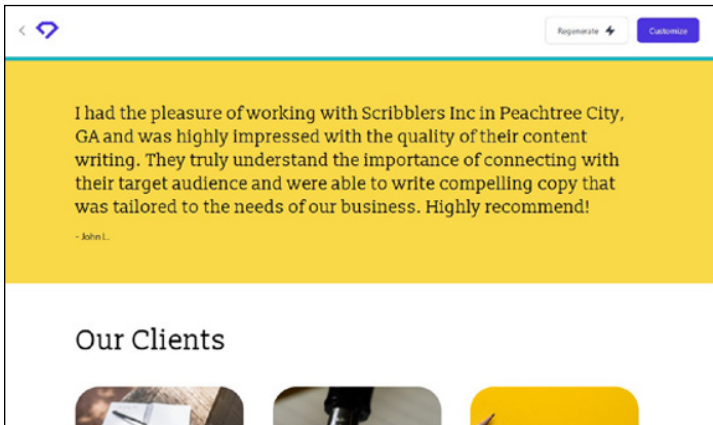 Regenerate
Customize
I had the pleasure of working with Scribblers Inc in Peachtree City,
GA and was highly impressed with the quality of their content
writing. They truly understand the importance of connecting with
their target audience and were able to write compelling copy that
was tailored to the needs of our business. Highly recommend!
- John L.
Our Clients